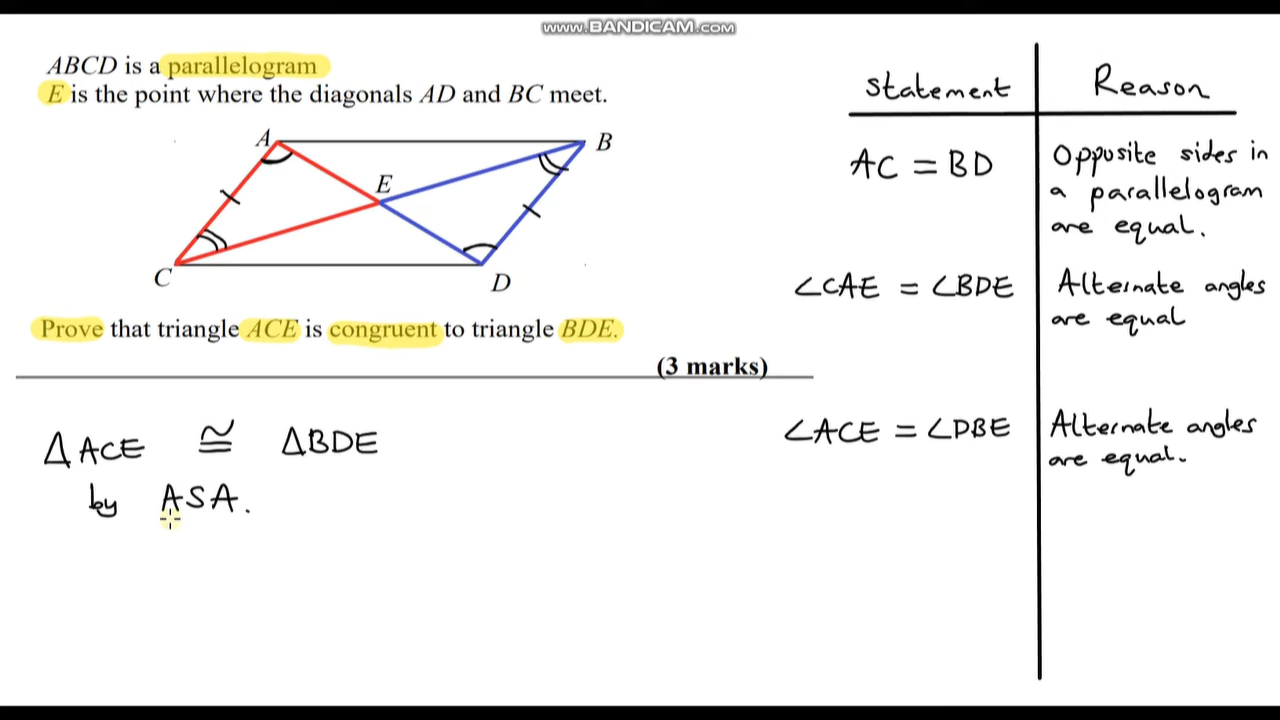 www.BANDICAM.com
ABCD is a parallelogram
E is the point where the diagonals AD and BC meet.
A
B
E
C
D
Prove that triangle ACE is congruent to triangle BDE.
(3 marks)
△ACE ≅ △BDE
by ASA.
Statement Reason
AC = BD
Opposite sides in
a parallelogram
are equal.
∠CAE = ∠BDE
Alternate angles
are equal
∠ACE = ∠DBE
Alternate angles
are equal.